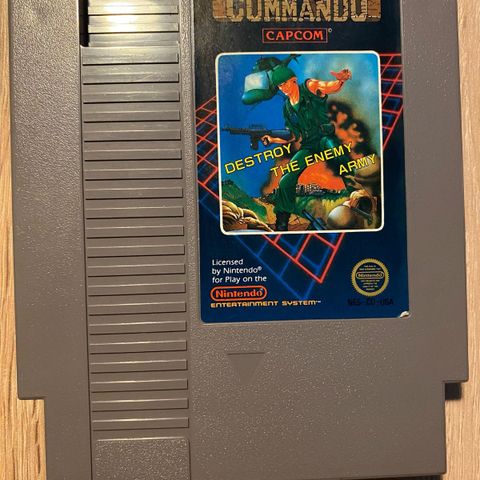 COMMANDO
CAPCOM
DESTROY
THE ENEMY
ARMY
Licensed
by Nintendo®
for Play on the
Nintendo
ENTERTAINMENT SYSTEM™